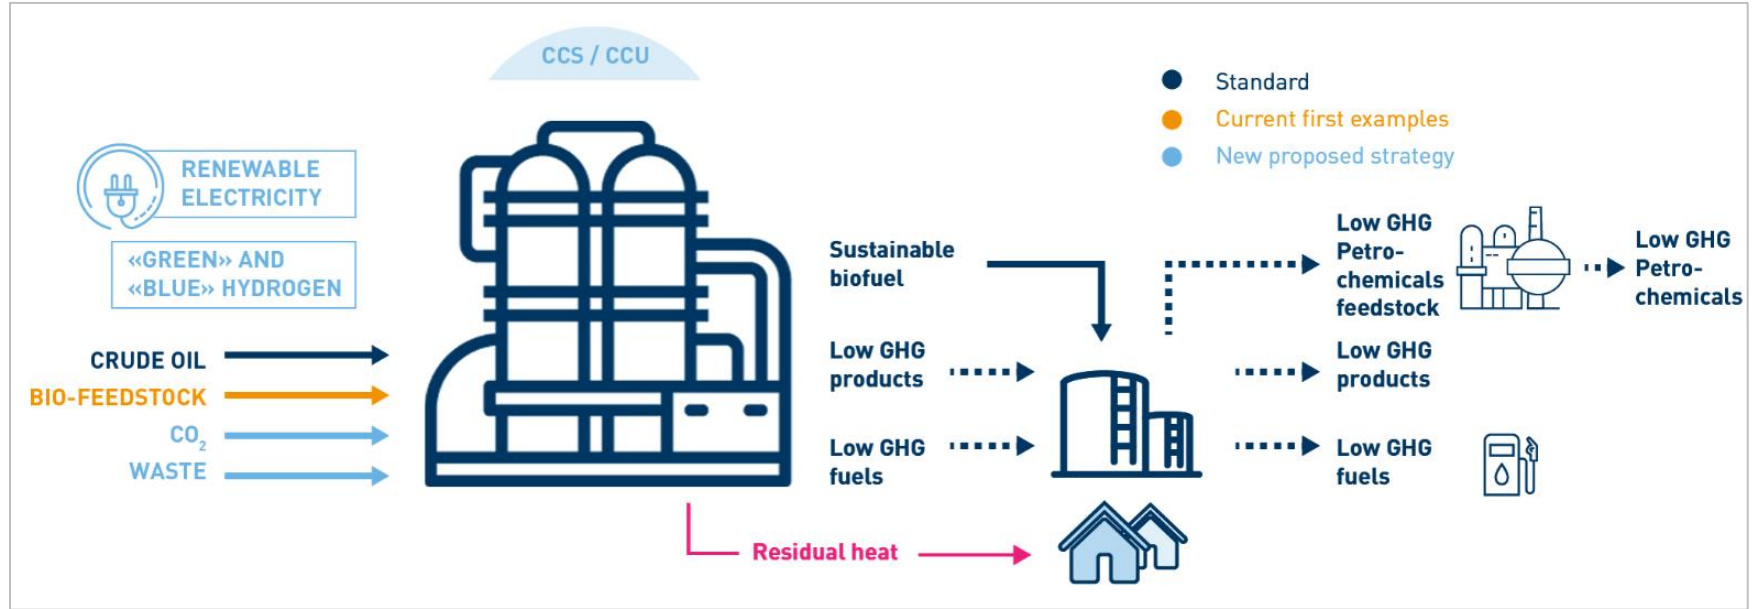 CCS / CCU
Standard
Current first examples
New proposed strategy
RENEWABLE
ELECTRICITY
«GREEN» AND
«BLUE» HYDROGEN
CRUDE OIL
BIO-FEEDSTOCK
CO₂
WASTE
Sustainable
biofuel
Low GHG
products
Low GHG
fuels
Residual heat
Low GHG
Petro-
chemicals
feedstock
Low GHG
Petro-
chemicals
Low GHG
products
Low GHG
fuels